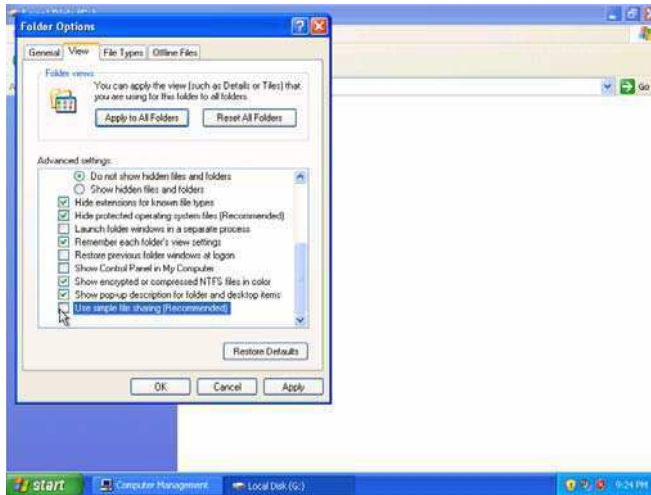 Local Disk (G:)
Folder Options
General View File Types Offline Files
Folder views
You can apply the view (such as Details or Tiles) that
you are using for this folder to all folders.
Apply to All Folders Reset All Folders
Advanced settings:
Do not show hidden files and folders
Show hidden files and folders
Hide extensions for known file types
Hide protected operating system files (Recommended)
Launch folder windows in a separate process
Remember each folder's view settings
Restore previous folder windows at logon
Show Control Panel in My Computer
Show encrypted or compressed NTFS files in color
Show pop-up description for folder and desktop items
Use simple file sharing (Recommended)
Restore Defaults
OK Cancel Apply
Go
start Computer Management Local Disk (G:) 9:24 PM